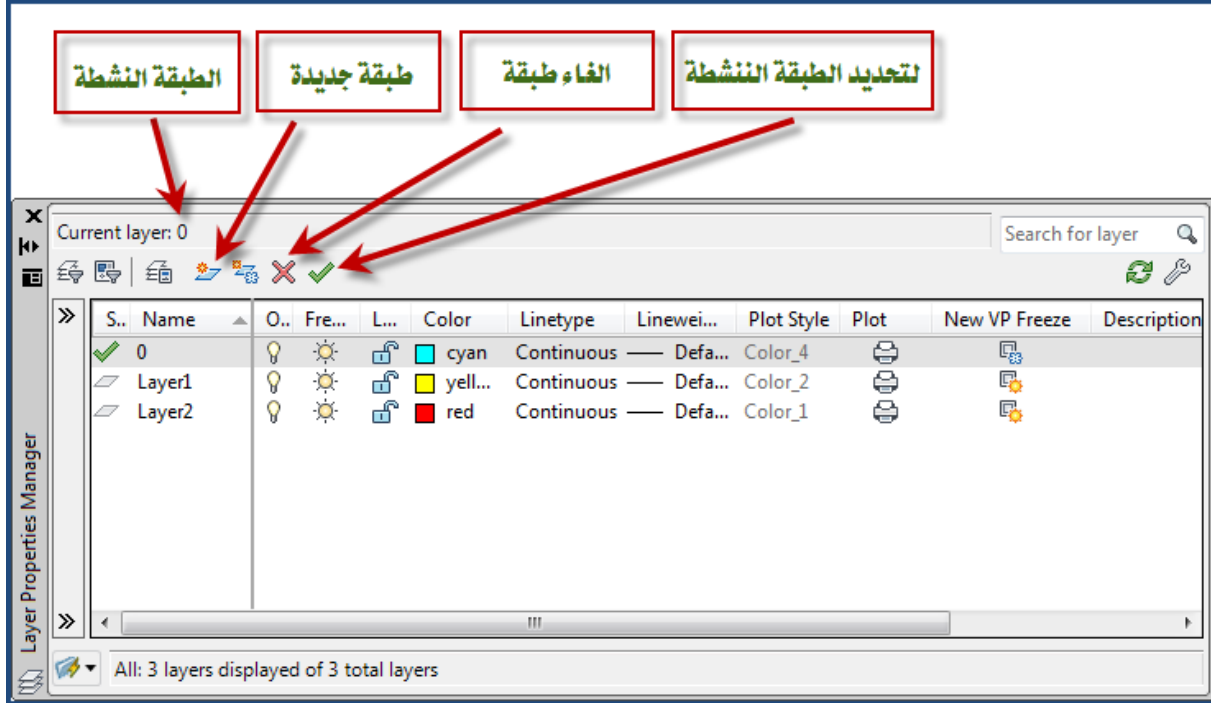 الطبقة النشطة
طبقة جديدة
الغاء طبقة
لتحديد الطبقة الننشطة
Current layer: 0
Search for layer
S.. Name O.. Fre... L... Color Linetype Linewei... Plot Style Plot New VP Freeze Description
0 cyan Continuous Defa... Color_4
Layer1 yell... Continuous Defa... Color_2
Layer2 red Continuous Defa... Color_1
Layer Properties Manager
All: 3 layers displayed of 3 total layers